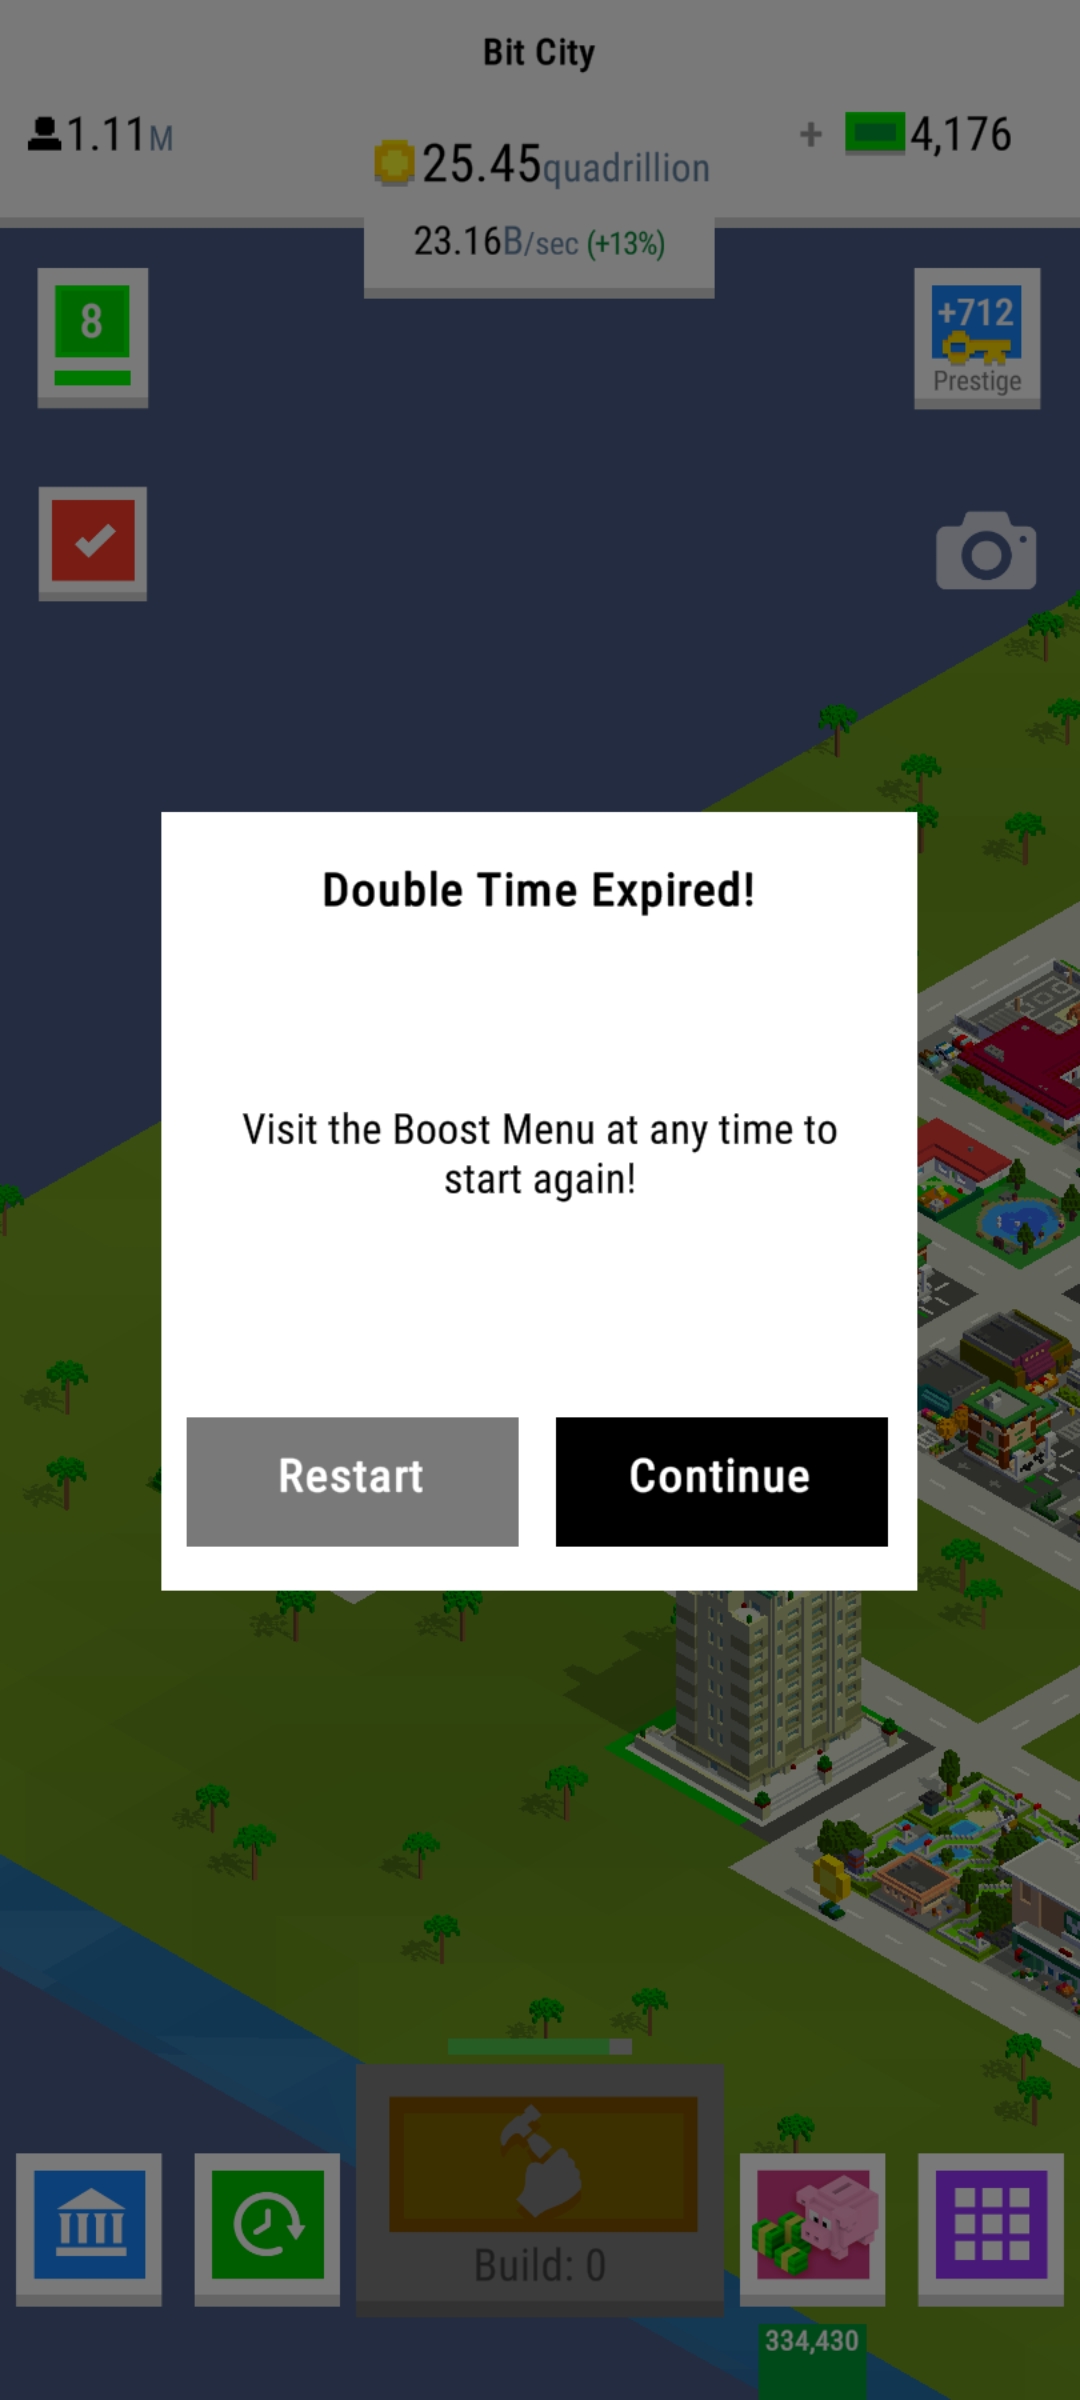 Bit City
1.11M
25.45quadrillion
+ 4,176
23.16B/sec (+13%)
8
+712
Prestige
Double Time Expired!
Visit the Boost Menu at any time to
start again!
Restart
Continue
Build: 0
334,430